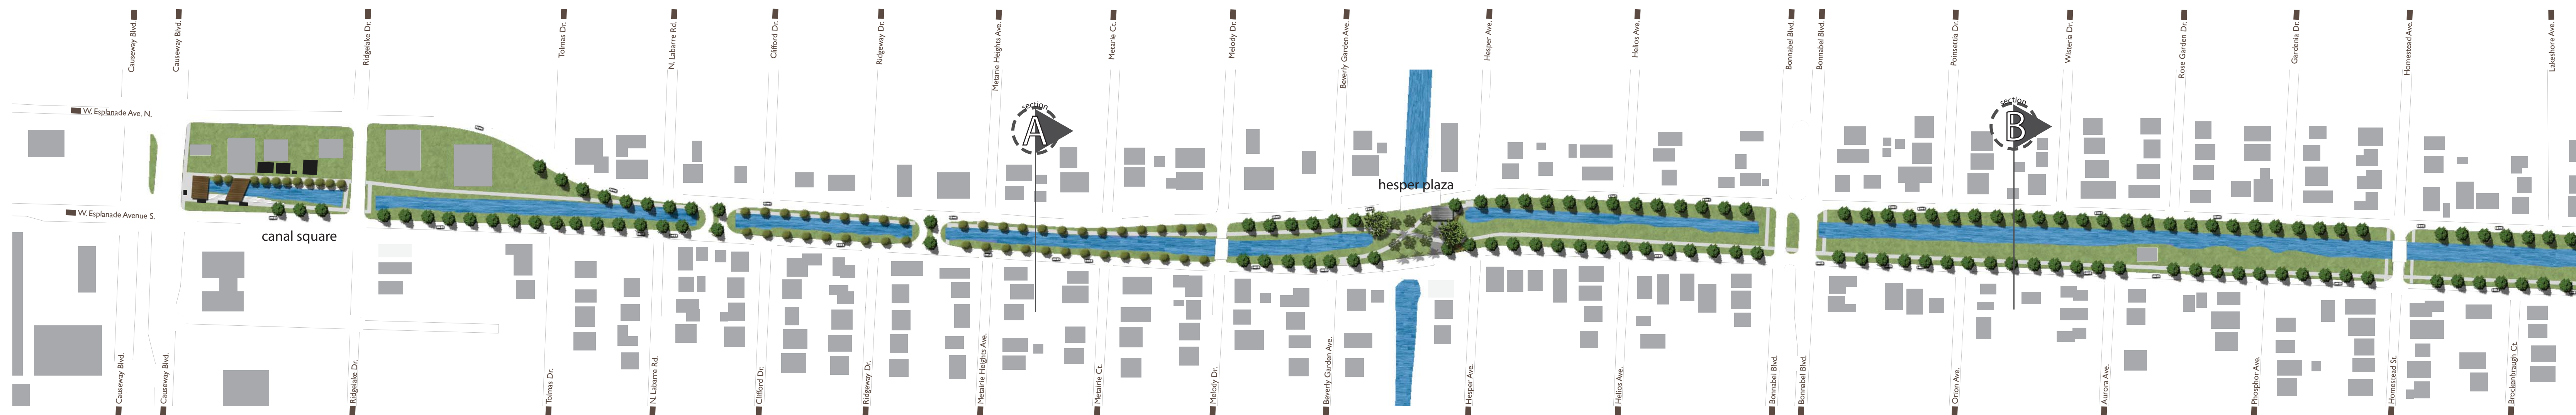 Causeway Blvd.
Causeway Blvd.
Ridgelake Dr.
Tolmas Dr.
N. Labarre Rd.
Clifford Dr.
Ridgeway Dr.
Metarie Heights Ave.
Metarie Ct.
Melody Dr.
Beverly Garden Ave.
Hesper Ave.
Helios Ave.
Bonnabel Blvd.
Bonnabel Blvd.
Poinsettia Dr.
Wisteria Dr.
Rose Garden Dr.
Gardenia Dr.
Homestead Ave.
Lakeshore Ave.
W. Esplanade Ave. N.
section
A
section
B
hesper plaza
W. Esplanade Avenue S.
canal square
Causeway Blvd.
Causeway Blvd.
Ridgelake Dr.
Tolmas Dr.
N. Labarre Rd.
Clifford Dr.
Ridgeway Dr.
Metairie Heights Ave.
Metairie Ct.
Melody Dr.
Beverly Garden Ave.
Hesper Ave.
Helios Ave.
Bonnabel Blvd.
Bonnabel Blvd.
Orion Ave.
Aurora Ave.
Phosphor Ave.
Homestead St.
Brockenbraugh Ct.